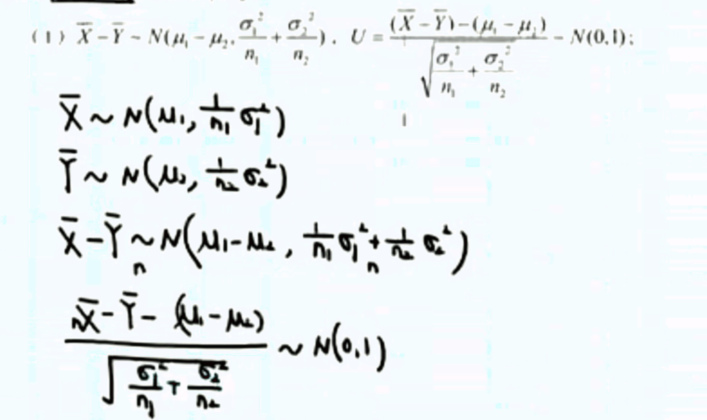 (1) X̄ − Ȳ ~ N(μ₁ − μ₂, σ₁²/n₁ + σ₂²/n₂), U = ((X̄ − Ȳ) − (μ₁ − μ₂)) / √(σ₁²/n₁ + σ₂²/n₂) ~ N(0,1);
X̄ ~ N(μ₁, 1/n₁ σ₁²)
Ȳ ~ N(μ₂, 1/n₂ σ₂²)
X̄ − Ȳ ~ N(μ₁ − μ₂, 1/n₁ σ₁² + 1/n₂ σ₂²)
(X̄ − Ȳ − (μ₁ − μ₂)) / √(σ₁²/n₁ + σ₂²/n₂) ~ N(0,1)